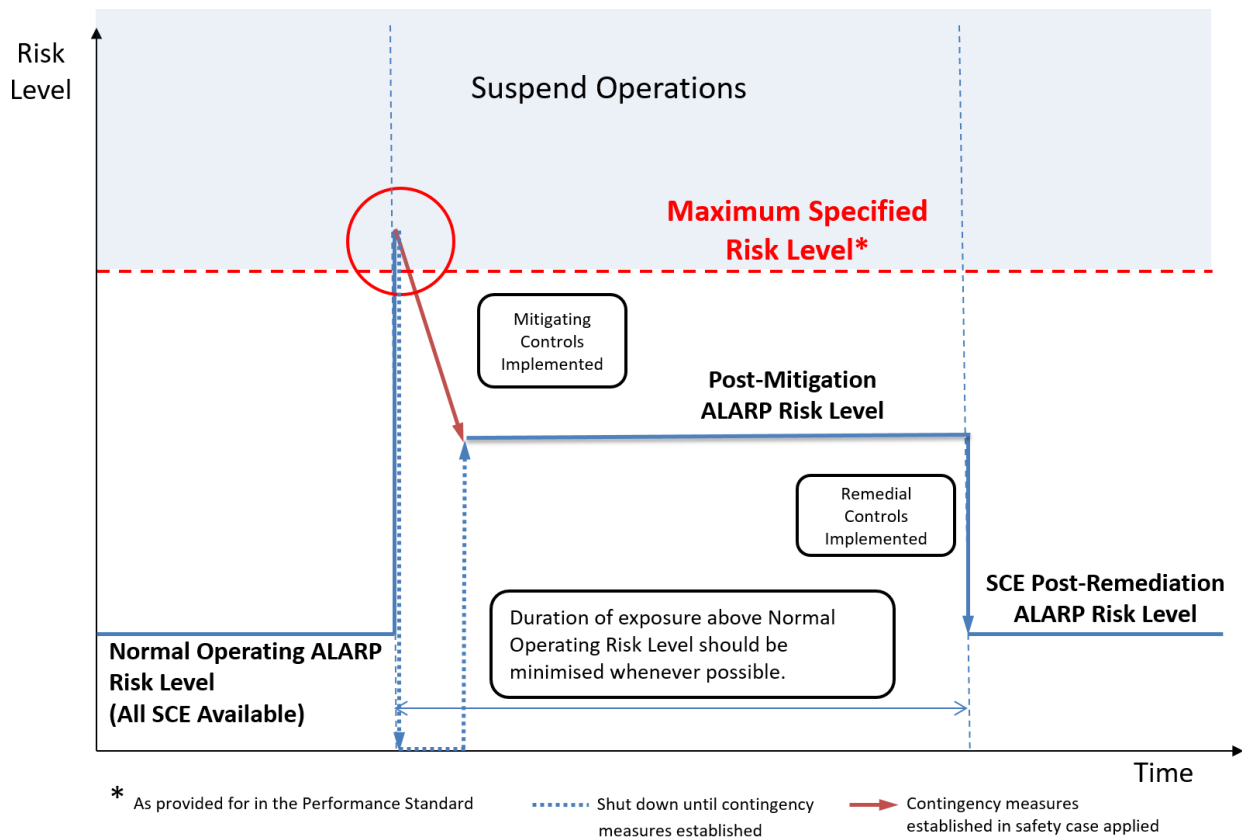 Risk
Level
Suspend Operations
Maximum Specified
Risk Level*
Mitigating
Controls
Implemented
Post-Mitigation
ALARP Risk Level
Remedial
Controls
Implemented
SCE Post-Remediation
ALARP Risk Level
Normal Operating ALARP
Risk Level
(All SCE Available)
Duration of exposure above Normal
Operating Risk Level should be
minimised whenever possible.
Time
* As provided for in the Performance Standard
Shut down until contingency
measures established
Contingency measures
established in safety case applied